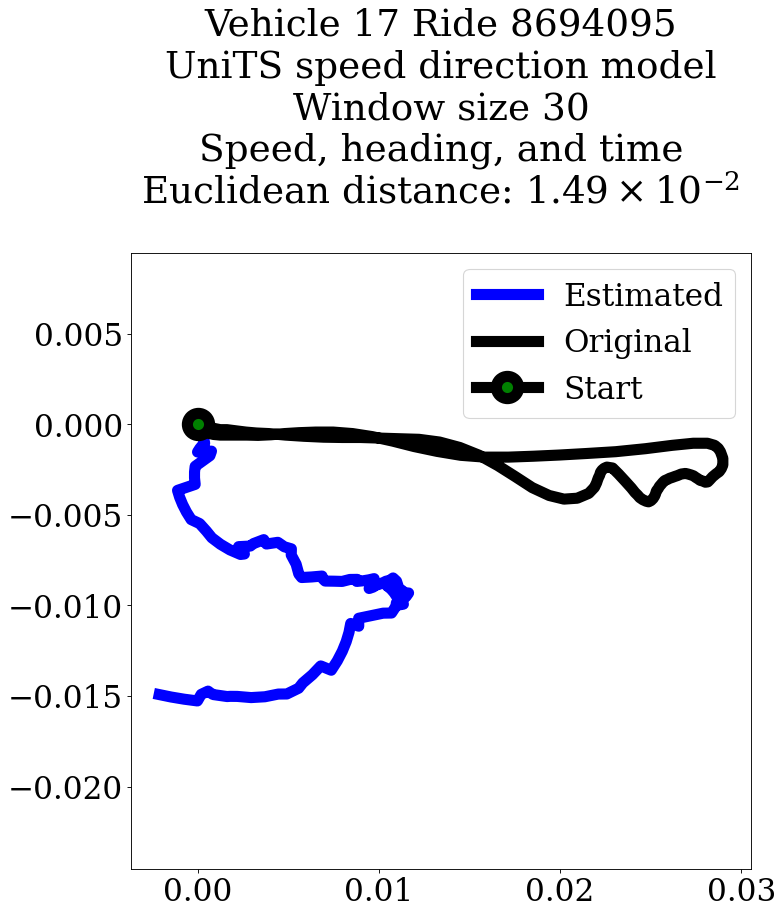 Vehicle 17 Ride 8694095
UniTS speed direction model
Window size 30
Speed, heading, and time
Euclidean distance: 1.49 × 10⁻²
Estimated
Original
Start
0.005
0.000
−0.005
−0.010
−0.015
−0.020
0.00 0.01 0.02 0.03